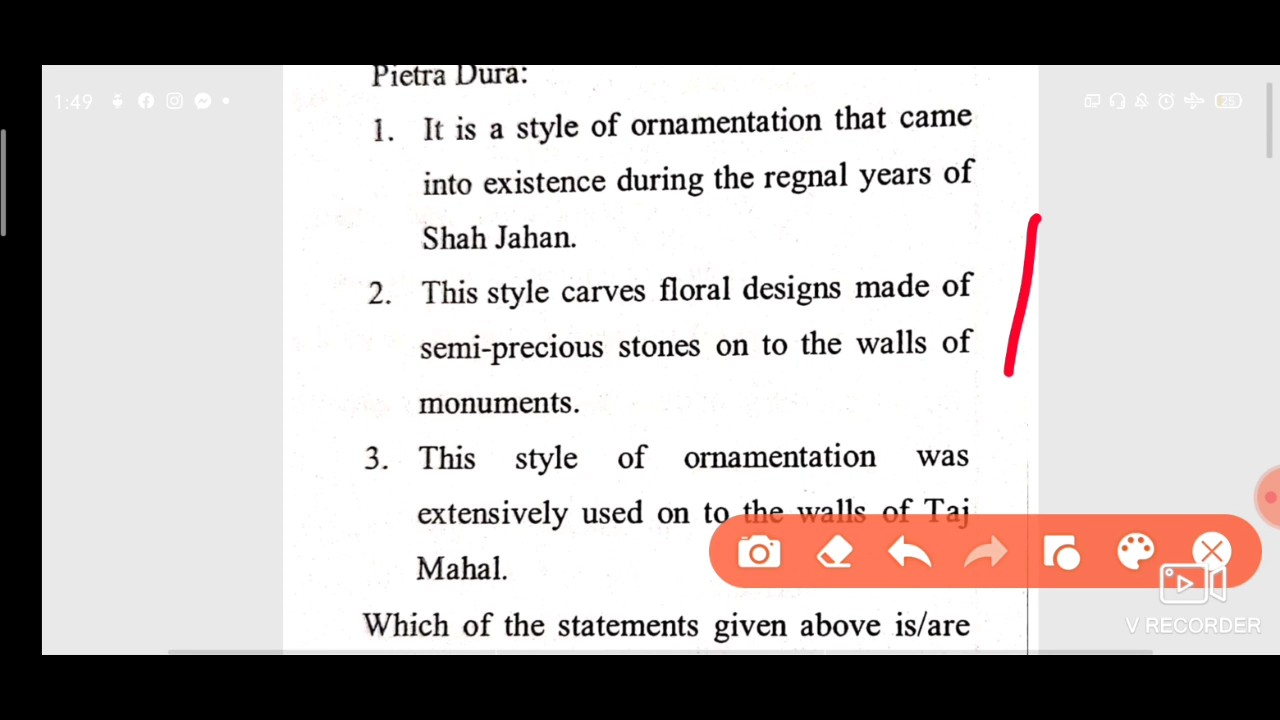 Pietra Dura:
1:49
25
1. It is a style of ornamentation that came
into existence during the regnal years of
Shah Jahan.
2. This style carves floral designs made of
semi-precious stones on to the walls of
monuments.
3. This style of ornamentation was
extensively used on to the walls of Taj
Mahal.
Which of the statements given above is/are
V RECORDER